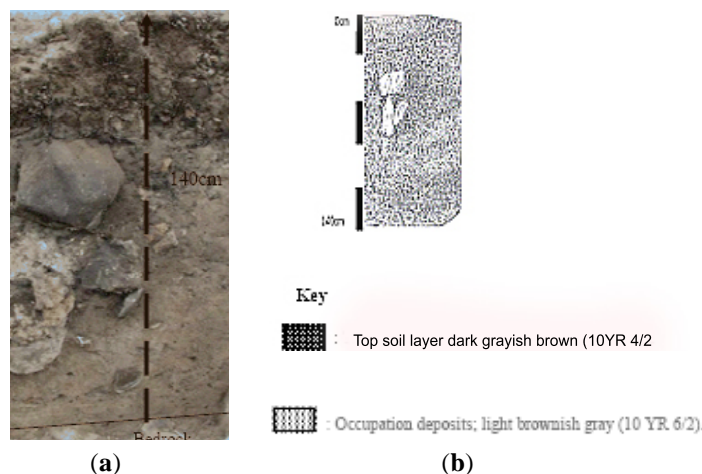 140cm
Bedrock
(a)
0cm
140cm
Key
: Top soil layer dark grayish brown (10YR 4/2
: Occupation deposits; light brownish gray (10 YR 6/2).
(b)